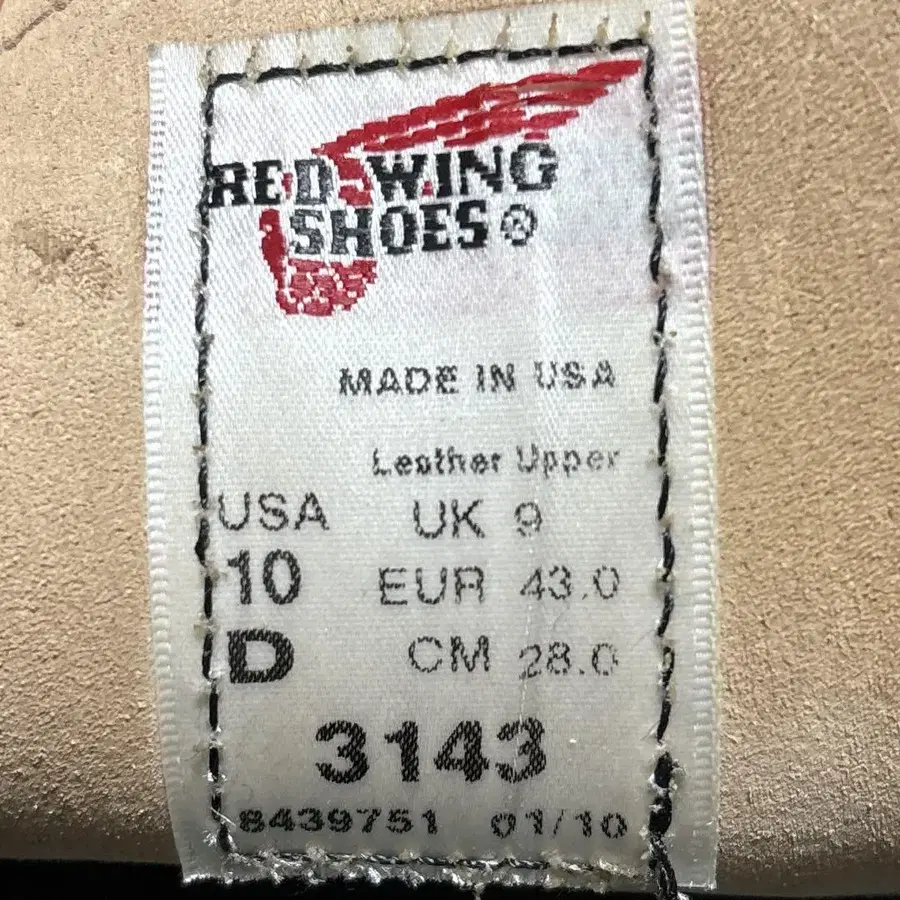 RED WING
SHOES®
MADE IN USA
Leather Upper
USA UK 9
10 EUR 43.0
D CM 28.0
3143
8439751 01/10